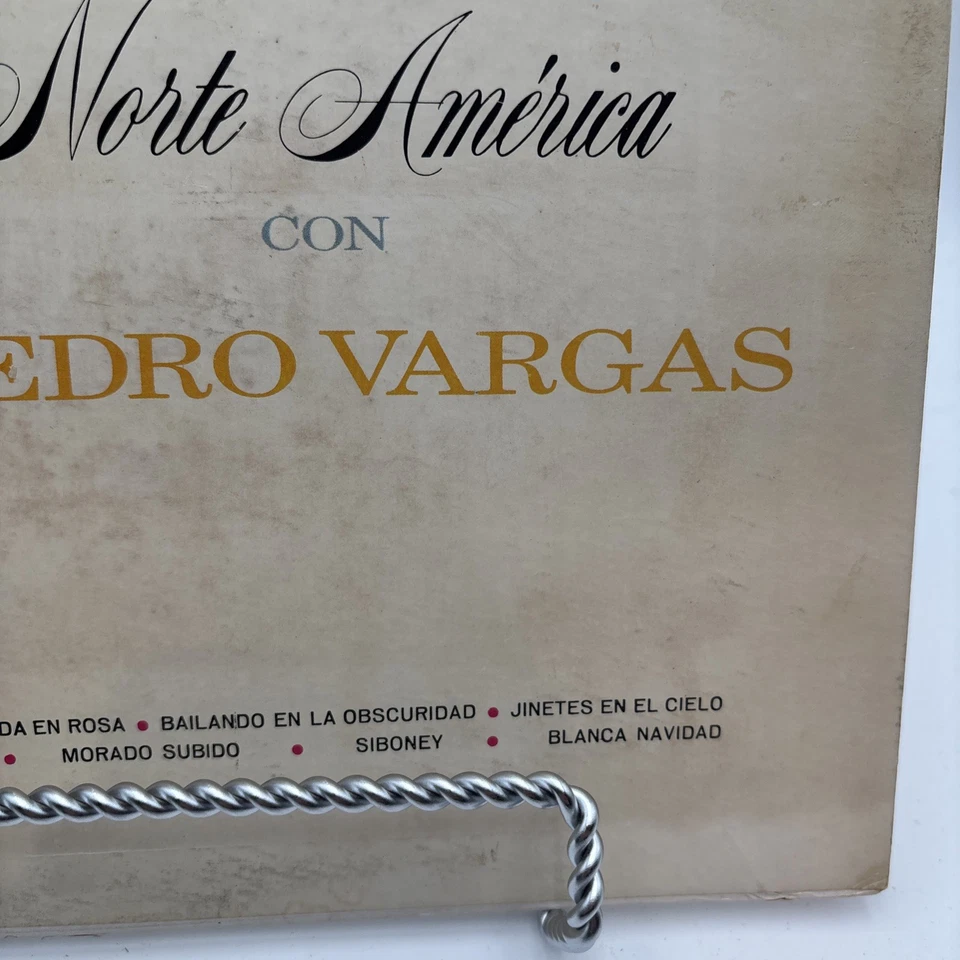 Norte América
CON
EDRO VARGAS
DA EN ROSA • BAILANDO EN LA OBSCURIDAD • JINETES EN EL CIELO
• MORADO SUBIDO • SIBONEY • BLANCA NAVIDAD